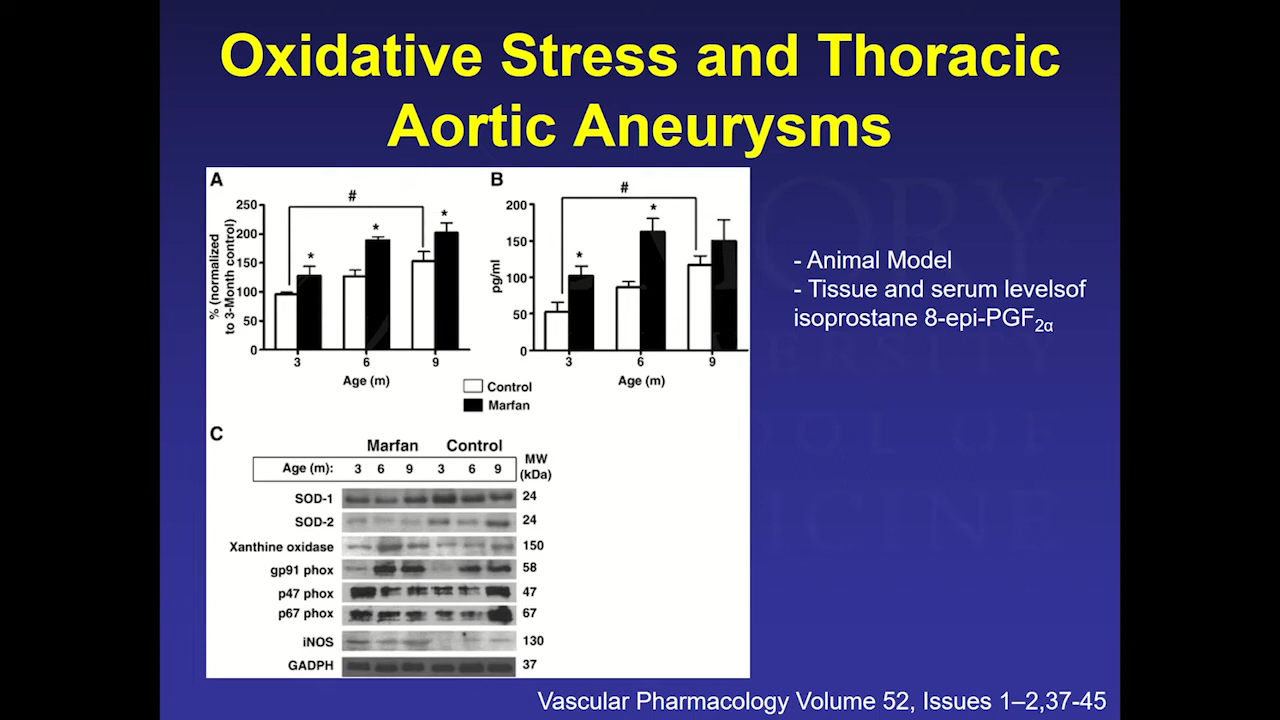 Oxidative Stress and Thoracic
Aortic Aneurysms
A
#
250
200
150
100
50
0
% (normalized
to 3-Month control)
*
*
*
3
6
9
Age (m)
B
#
200
150
100
50
0
pg/ml
*
*
3
6
9
Age (m)
Control
Marfan
- Animal Model
- Tissue and serum levelsof
isoprostane 8-epi-PGF2α
C
Marfan Control
MW
(kDa)
Age (m): 3 6 9 3 6 9
SOD-1 24
SOD-2 24
Xanthine oxidase 150
gp91 phox 58
p47 phox 47
p67 phox 67
iNOS 130
GADPH 37
Vascular Pharmacology Volume 52, Issues 1–2,37-45